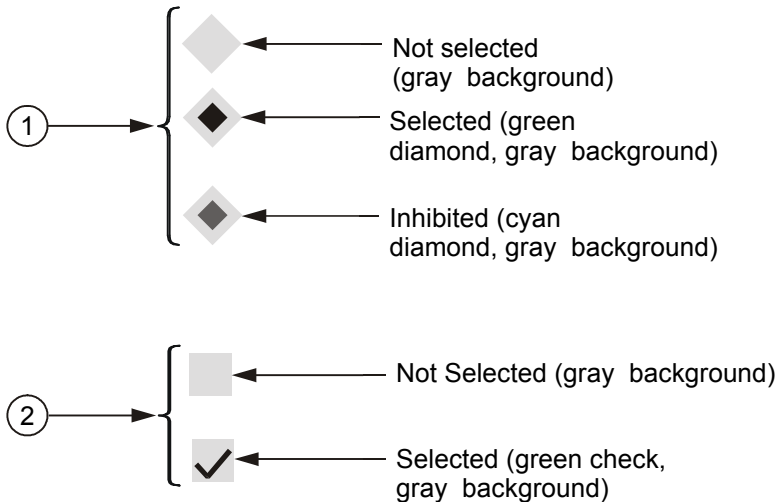 Not selected
(gray background)
1
Selected (green
diamond, gray background)
Inhibited (cyan
diamond, gray background)
Not Selected (gray background)
2
Selected (green check,
gray background)